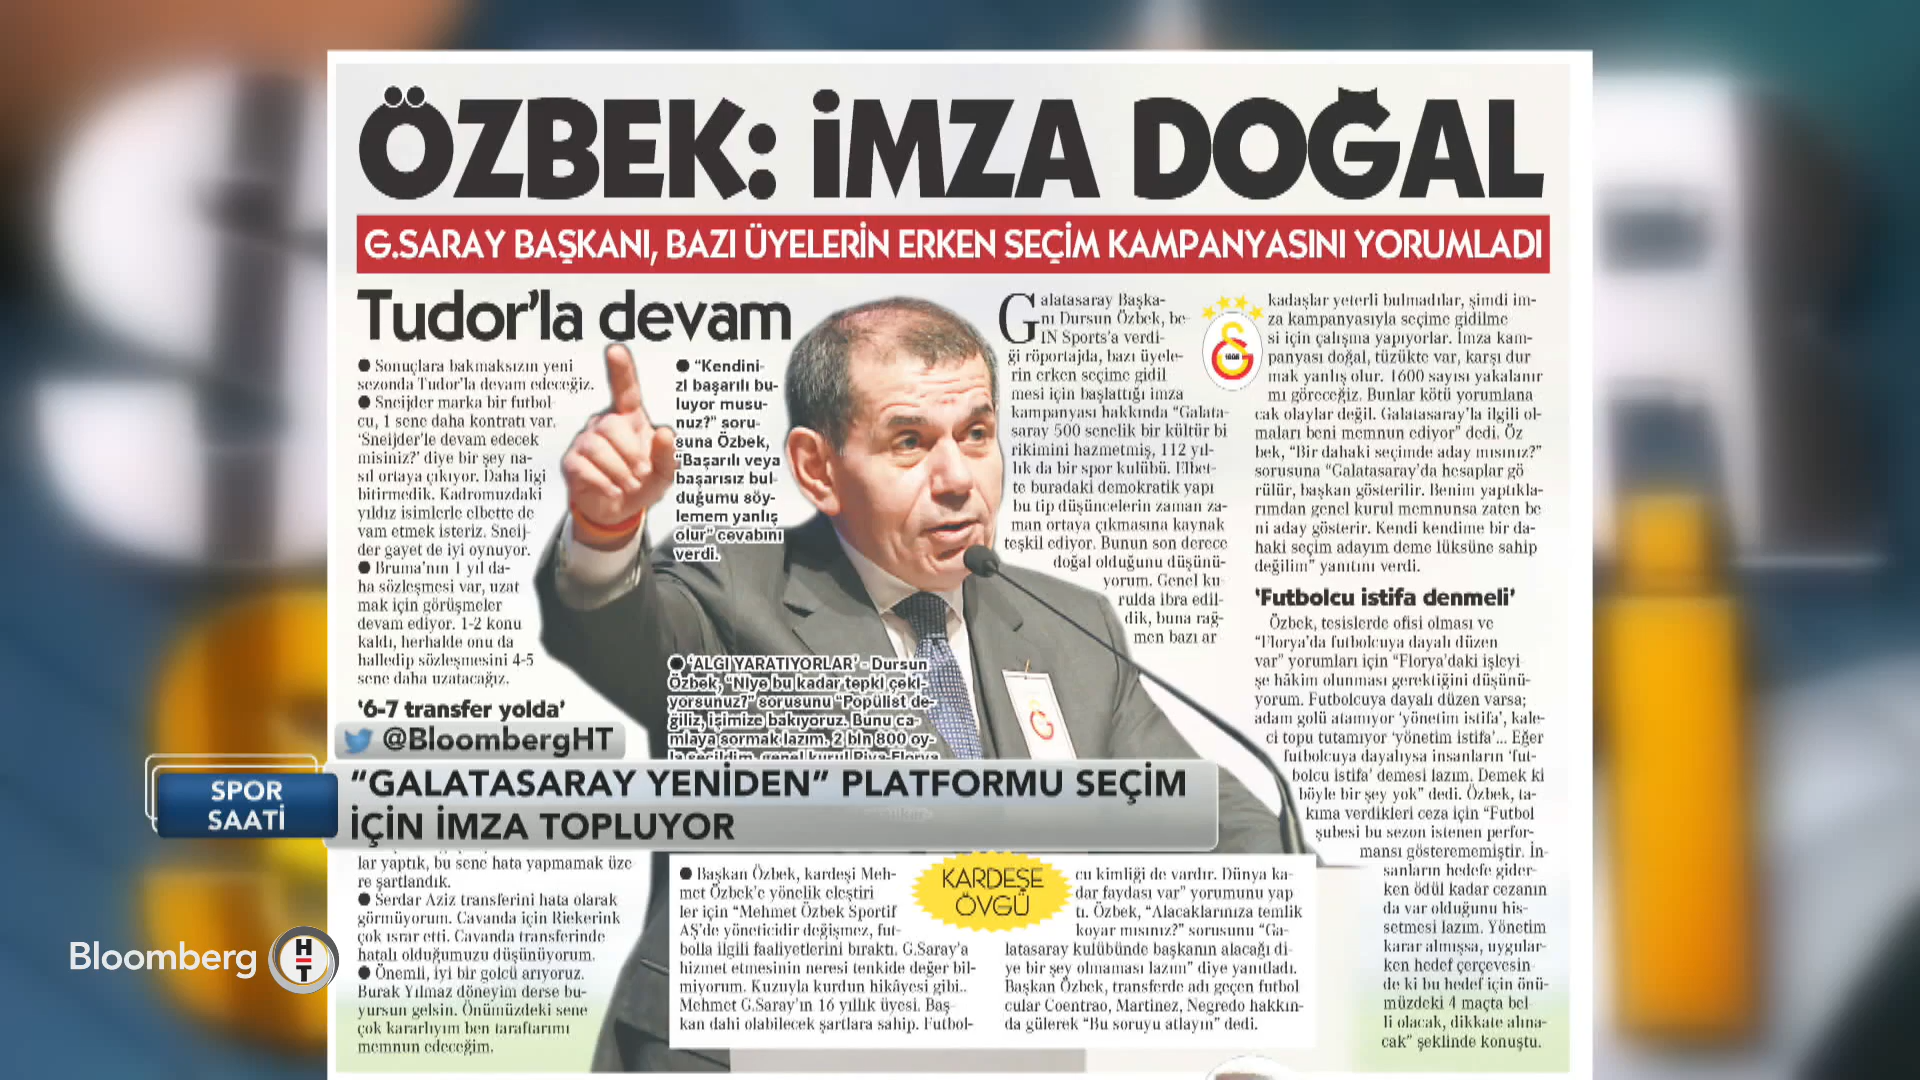 ÖZBEK: İMZA DOĞAL
G.SARAY BAŞKANI, BAZI ÜYELERİN ERKEN SEÇİM KAMPANYASINI YORUMLADI
Tudor'la devam
● Sonuçlara bakmaksızın yeni
sezonda Tudor'la devam edeceğiz.
● Sneijder marka bir futbol
cu, 1 sene daha kontratı var.
'Sneijder'le devam edecek
misiniz?' diye bir şey na-
sıl ortaya çıkıyor. Daha ligi
bitirmedik. Kadromuzdaki
yıldız isimlerle elbette de
vam etmek isteriz. Sneij-
der gayet de iyi oynuyor.
● Bruma'nın 1 yıl da-
ha sözleşmesi var, uzat
mak için görüşmeler
devam ediyor. 1-2 konu
kaldı, herhalde onu da
halledip sözleşmesini 4-5
sene daha uzatacağız.
'6-7 transfer yolda'
lar yaptık, bu sene hata yapmamak üze
re şartlandık.
● Serdar Aziz transferini hata olarak
görmüyorum. Cavanda için Riekerink
çok ısrar etti. Cavanda transferinde
hatalı olduğumuzu düşünüyorum.
● Önemli, iyi bir golcü arıyoruz.
Burak Yılmaz döneyim derse bu-
yursun gelsin. Önümüzdeki sene
çok kararlıyım ben taraftarımı
memnun edeceğim.
● "Kendini-
zi başarılı bu-
luyor musu-
nuz?" soru-
suna Özbek,
"Başarılı veya
başarısız bul-
duğumu söy-
lemem yanlış
olur" cevabını
verdi.
● 'ALGI YARATIYORLAR' - Dursun
Özbek, "Niye bu kadar tepki çeki-
yorsunuz?" sorusunu "Popülist de-
ğiliz, işimize bakıyoruz. Bunu ca-
mlaya sormak lazım. 2 bin 800 oy-
la seçildim, genel kurul Riva-Florya
Galatasaray Başka-
nı Dursun Özbek, be-
IN Sports'a verdi-
ği röportajda, bazı üyele-
rin erken seçime gidil
mesi için başlattığı imza
kampanyası hakkında "Galata-
saray 500 senelik bir kültür bi
rikimini hazmetmiş, 112 yıl-
lık da bir spor kulübü. Elbet-
te buradaki demokratik yapı
bu tip düşüncelerin zaman za-
man ortaya çıkmasına kaynak
teşkil ediyor. Bunun son derece
doğal olduğunu düşünü-
yorum. Genel ku-
rulda ibra edil-
dik, buna rağ-
men bazı ar
1905
kadaşlar yeterli bulmadılar, şimdi im-
za kampanyasıyla seçime gidilme
si için çalışma yapıyorlar. İmza kam-
panyası doğal, tüzükte var, karşı dur
mak yanlış olur. 1600 sayısı yakalanır
mı göreceğiz. Bunlar kötü yorumlana
cak olaylar değil. Galatasaray'la ilgili ol-
maları beni memnun ediyor" dedi. Öz
bek, "Bir dahaki seçimde aday mısınız?"
sorusuna "Galatasaray'da hesaplar gö
rülür, başkan gösterilir. Benim yaptıkla-
rımdan genel kurul memnunsa zaten be
ni aday gösterir. Kendi kendime bir da-
haki seçim adayım deme lüksüne sahip
değilim" yanıtını verdi.
'Futbolcu istifa denmeli'
Özbek, tesislerde ofisi olması ve
"Florya'da futbolcuya dayalı düzen
var" yorumları için "Florya'daki işleyi-
şe hâkim olunması gerektiğini düşünü-
yorum. Futbolcuya dayalı düzen varsa;
adam golü atamıyor 'yönetim istifa', kale-
ci topu tutamıyor 'yönetim istifa'... Eğer
futbolcuya dayalıysa insanların 'fut-
bolcu istifa' demesi lazım. Demek ki
böyle bir şey yok" dedi. Özbek, ta-
kıma verdikleri ceza için "Futbol
şubesi bu sezon istenen perfor-
mansı gösterememiştir. İn-
sanların hedefe gider-
ken ödül kadar cezanın
da var olduğunu his-
setmesi lazım. Yönetim
karar almışsa, uygular-
ken hedef çerçevesin-
de ki bu hedef için önü-
müzdeki 4 maçta bel-
li olacak, dikkate alına-
cak" şeklinde konuştu.
@BloombergHT
SPOR
SAATİ
"GALATASARAY YENİDEN" PLATFORMU SEÇİM
İÇİN İMZA TOPLUYOR
KARDEŞE
ÖVGÜ
● Başkan Özbek, kardeşi Meh-
met Özbek'e yönelik eleştiri
ler için "Mehmet Özbek Sportif
AŞ'de yöneticidir değişmez, fut-
bolla ilgili faaliyetlerini bıraktı. G.Saray'a
hizmet etmesinin neresi tenkide değer bil-
miyorum. Kuzuyla kurdun hikâyesi gibi..
Mehmet G.Saray'ın 16 yıllık üyesi. Baş-
kan dahi olabilecek şartlara sahip. Futbol-
cu kimliği de vardır. Dünya ka-
dar faydası var" yorumunu yap
tı. Özbek, "Alacaklarınıza temlik
koyar mısınız?" sorusunu "Ga-
latasaray kulübünde başkanın alacağı di-
ye bir şey olmaması lazım" diye yanıtladı.
Başkan Özbek, transferde adı geçen futbol
cular Coentrao, Martinez, Negredo hakkın-
da gülerek "Bu soruyu atlayın" dedi.
Bloomberg HT